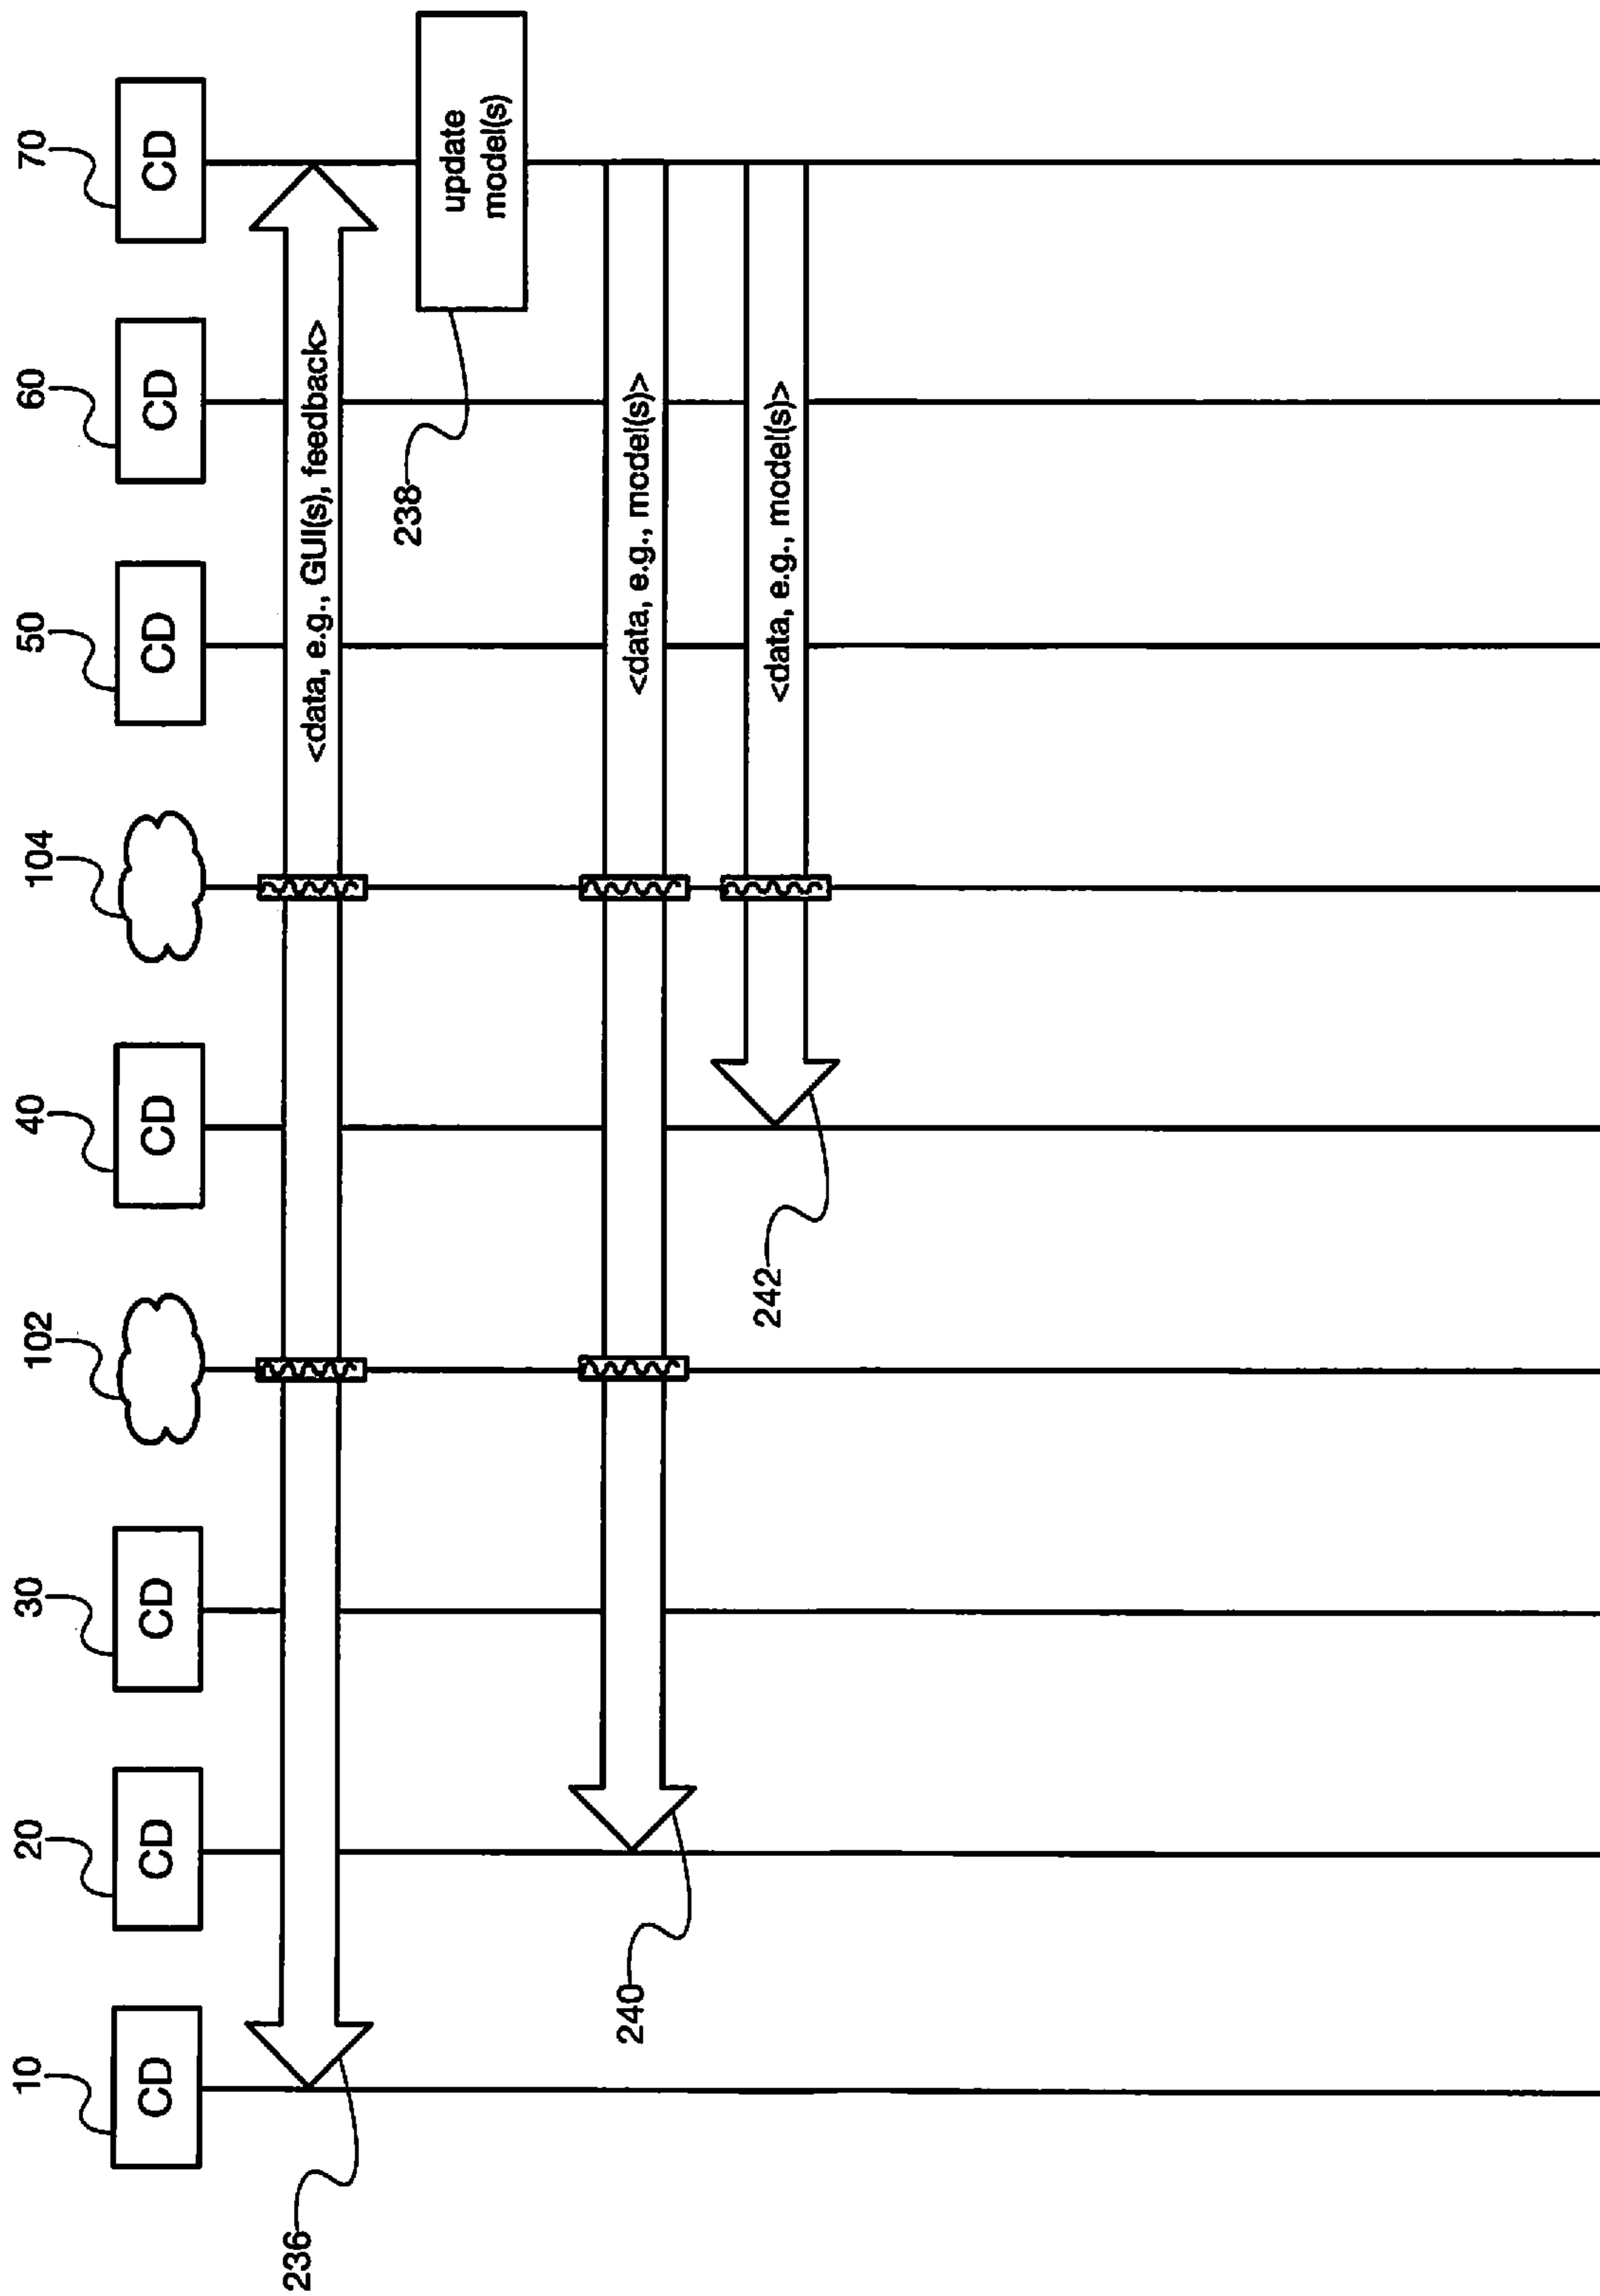 10
20
30
102
40
104
50
60
70
CD
CD
CD
CD
CD
CD
CD
236
<data, e.g., GUI(s), feedback>
238
update
model(s)
240
<data, e.g., model(s)>
242
<data, e.g., model(s)>